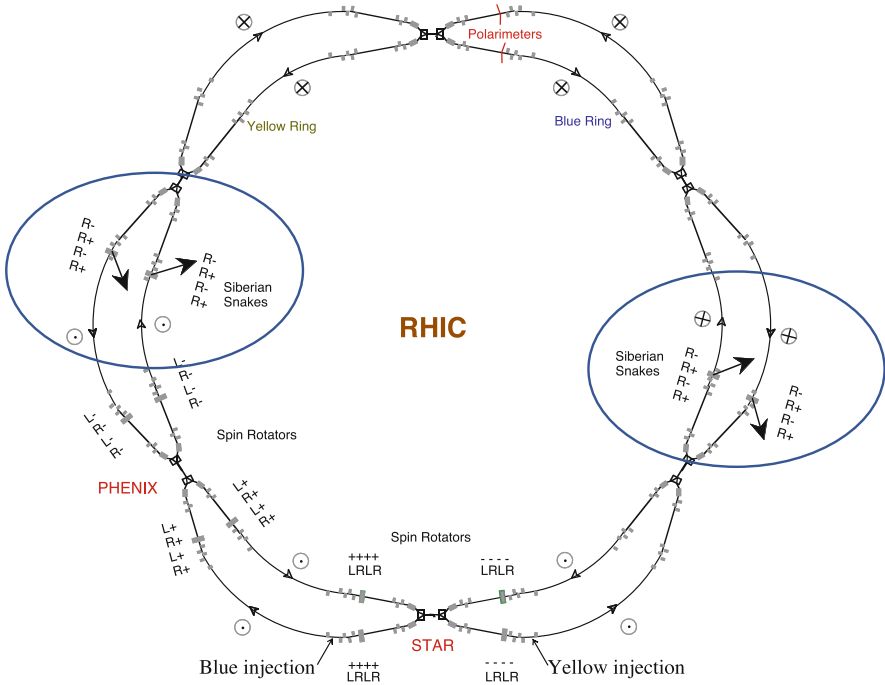 Polarimeters
Yellow Ring
Blue Ring
R-
R+
R-
R+
R-
R+
R-
R+
Siberian
Snakes
RHIC
Siberian
Snakes
R-
R+
R-
R+
R-
R+
R-
R+
L-
R-
L-
R-
L-
R-
L-
R-
Spin Rotators
PHENIX
L+
R+
L+
R+
L+
R+
L+
R+
Spin Rotators
++++
LRLR
- - - -
LRLR
STAR
Blue injection
Yellow injection
++++
LRLR
- - - -
LRLR